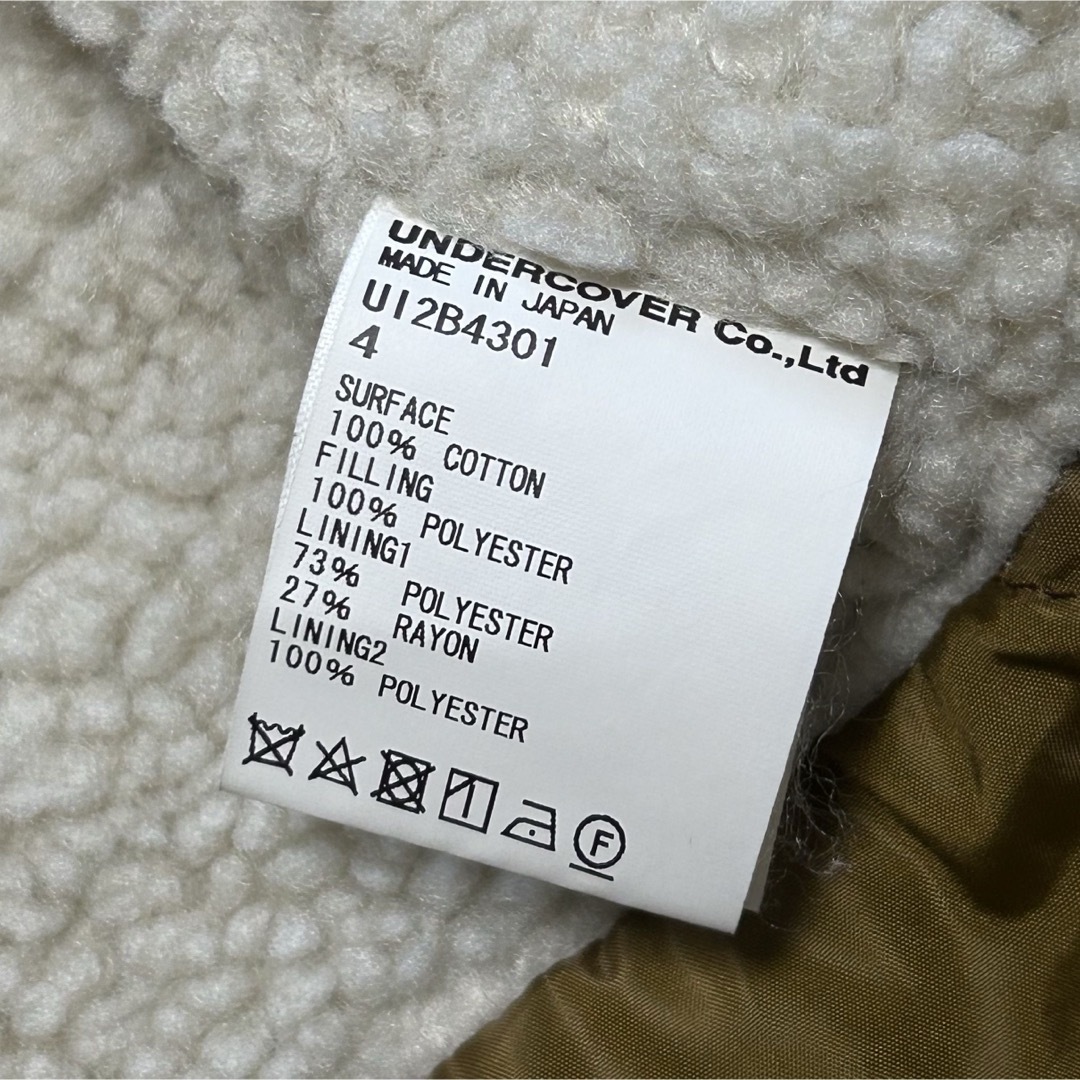 UNDERCOVER Co.,Ltd
MADE IN JAPAN
UI2B4301
4
SURFACE
100% COTTON
FILLING
100% POLYESTER
LINING1
73% POLYESTER
27% RAYON
LINING2
100% POLYESTER
F